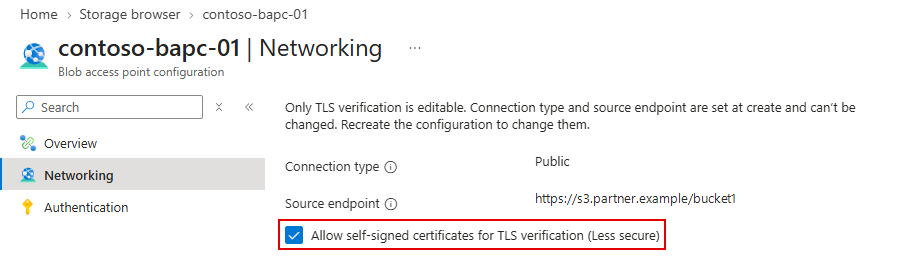 Home > Storage browser > contoso-bapc-01
contoso-bapc-01 | Networking ...
Blob access point configuration
Search
Only TLS verification is editable. Connection type and source endpoint are set at create and can't be
changed. Recreate the configuration to change them.
Overview
Connection type Public
Networking
Source endpoint https://s3.partner.example/bucket1
Authentication
Allow self-signed certificates for TLS verification (Less secure)